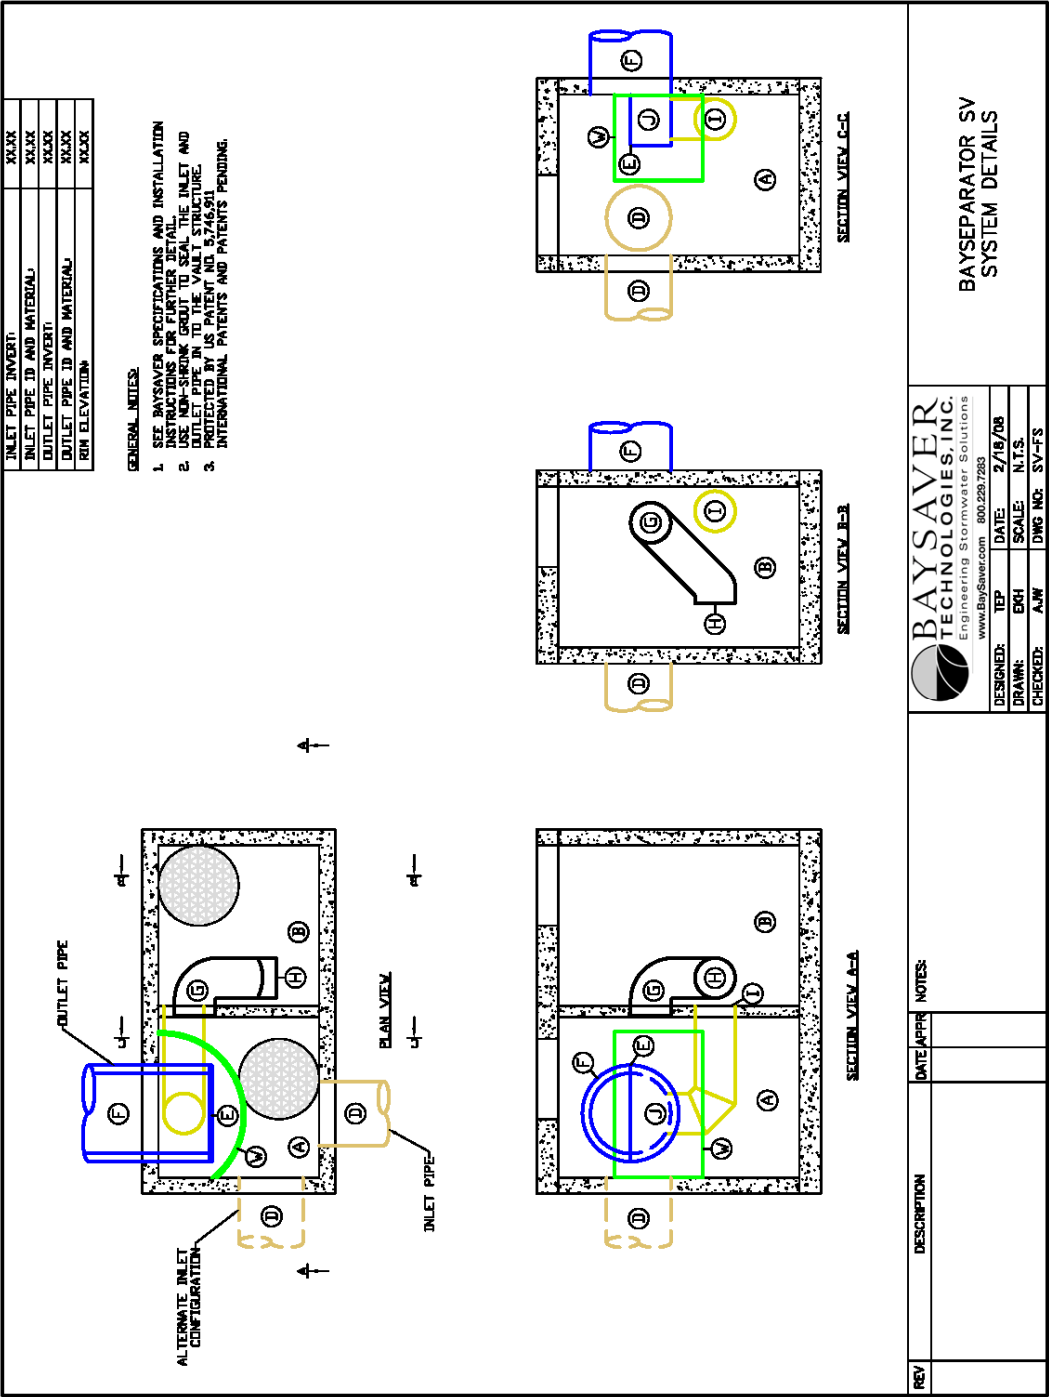 INLET PIPE INVERT: XX.XX
INLET PIPE ID AND MATERIAL: XX.XX
OUTLET PIPE INVERT: XX.XX
OUTLET PIPE ID AND MATERIAL: XX.XX
RIM ELEVATION: XX.XX
GENERAL NOTES:
1. SEE BAYSAVER SPECIFICATIONS AND INSTALLATION
INSTRUCTIONS FOR FURTHER DETAIL.
2. USE NON-SHRINK GROUT TO SEAL THE INLET AND
OUTLET PIPE IN TO THE VAULT STRUCTURE.
3. PROTECTED BY US PATENT NO. 5,746,911
INTERNATIONAL PATENTS AND PATENTS PENDING.
OUTLET PIPE
ALTERNATE INLET
CONFIGURATION
INLET PIPE
F
E
W
A
D
D
G
H
B
A
A
B
B
C
C
PLAN VIEW
F
E
J
W
A
D
G
H
I
B
SECTION VIEW A-A
D
F
G
I
H
B
SECTION VIEW B-B
F
W
J
E
I
D
D
A
SECTION VIEW C-C
REV
DESCRIPTION
DATE
APPR
NOTES:
BAYSAVER
TECHNOLOGIES, INC.
Engineering Stormwater Solutions
www.BaySaver.com 800.229.7283
DESIGNED: TEP DATE: 2/18/08
DRAWN: EKH SCALE: N.T.S.
CHECKED: AJW DWG NO: SV-FS
BAYSEPARATOR SV
SYSTEM DETAILS